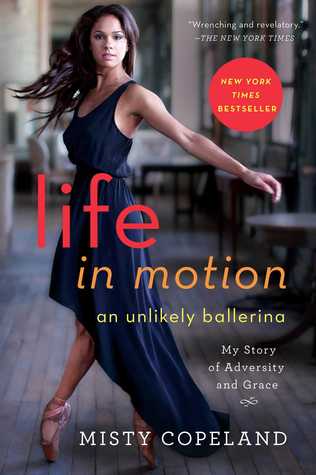 "Wrenching and revelatory."
—THE NEW YORK TIMES
NEW YORK
TIMES
BESTSELLER
life
in motion
an unlikely ballerina
My Story
of Adversity
and Grace
MISTY COPELAND